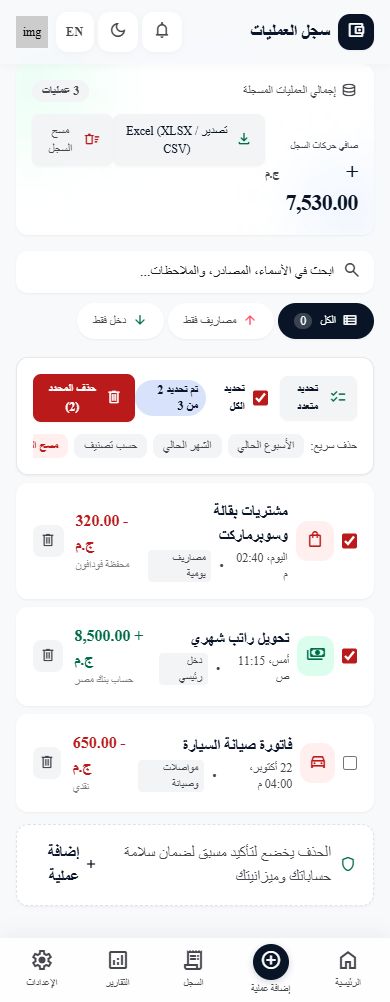 سجل العمليات
EN
img
إجمالي العمليات المسجلة
3 عمليات
صافي حركات السجل
+
ج.م
7,530.00
تصدير Excel (XLSX /
CSV)
مسح
السجل
ابحث في الأسماء، المصادر، والملاحظات...
الكل
0
مصاريف فقط
دخل فقط
تحديد
متعدد
تحديد
الكل
تم تحديد 2
من 3
حذف المحدد
(2)
حذف سريع:
الأسبوع الحالي
الشهر الحالي
حسب تصنيف
مسح ا
مشتريات بقالة
وسوبرماركت
اليوم، 02:40
م
•
مصاريف
يومية
- 320.00
ج.م
محفظة فودافون
تحويل راتب شهري
أمس، 11:15
ص
•
دخل
رئيسي
+ 8,500.00
ج.م
حساب بنك مصر
فاتورة صيانة السيارة
22 أكتوبر،
04:00 م
•
مواصلات
وصيانة
- 650.00
ج.م
نقدي
الحذف يخضع لتأكيد مسبق لضمان سلامة
حساباتك وميزانيتك
+ إضافة
عملية
الرئيسية
إضافة عملية
السجل
التقارير
الإعدادات